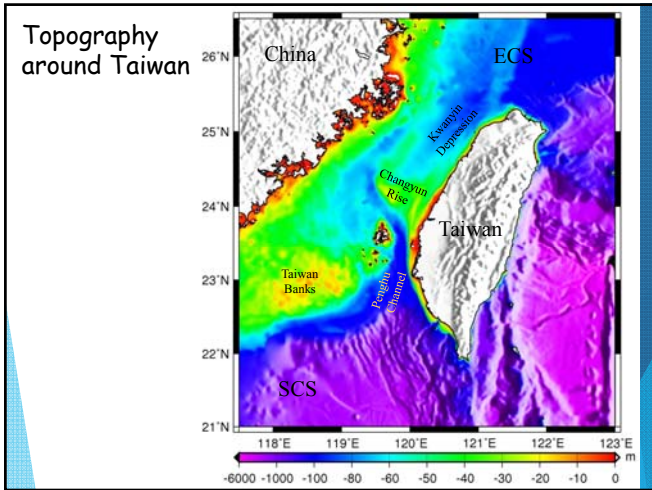 Topography
around Taiwan
China
ECS
Kwanyin
Depression
Changyun
Rise
Taiwan
Taiwan
Banks
Penghu
Channel
SCS
26˚N
25˚N
24˚N
23˚N
22˚N
21˚N
118˚E 119˚E 120˚E 121˚E 122˚E 123˚E
m
-6000 -1000 -100 -80 -60 -50 -40 -30 -20 -10 0